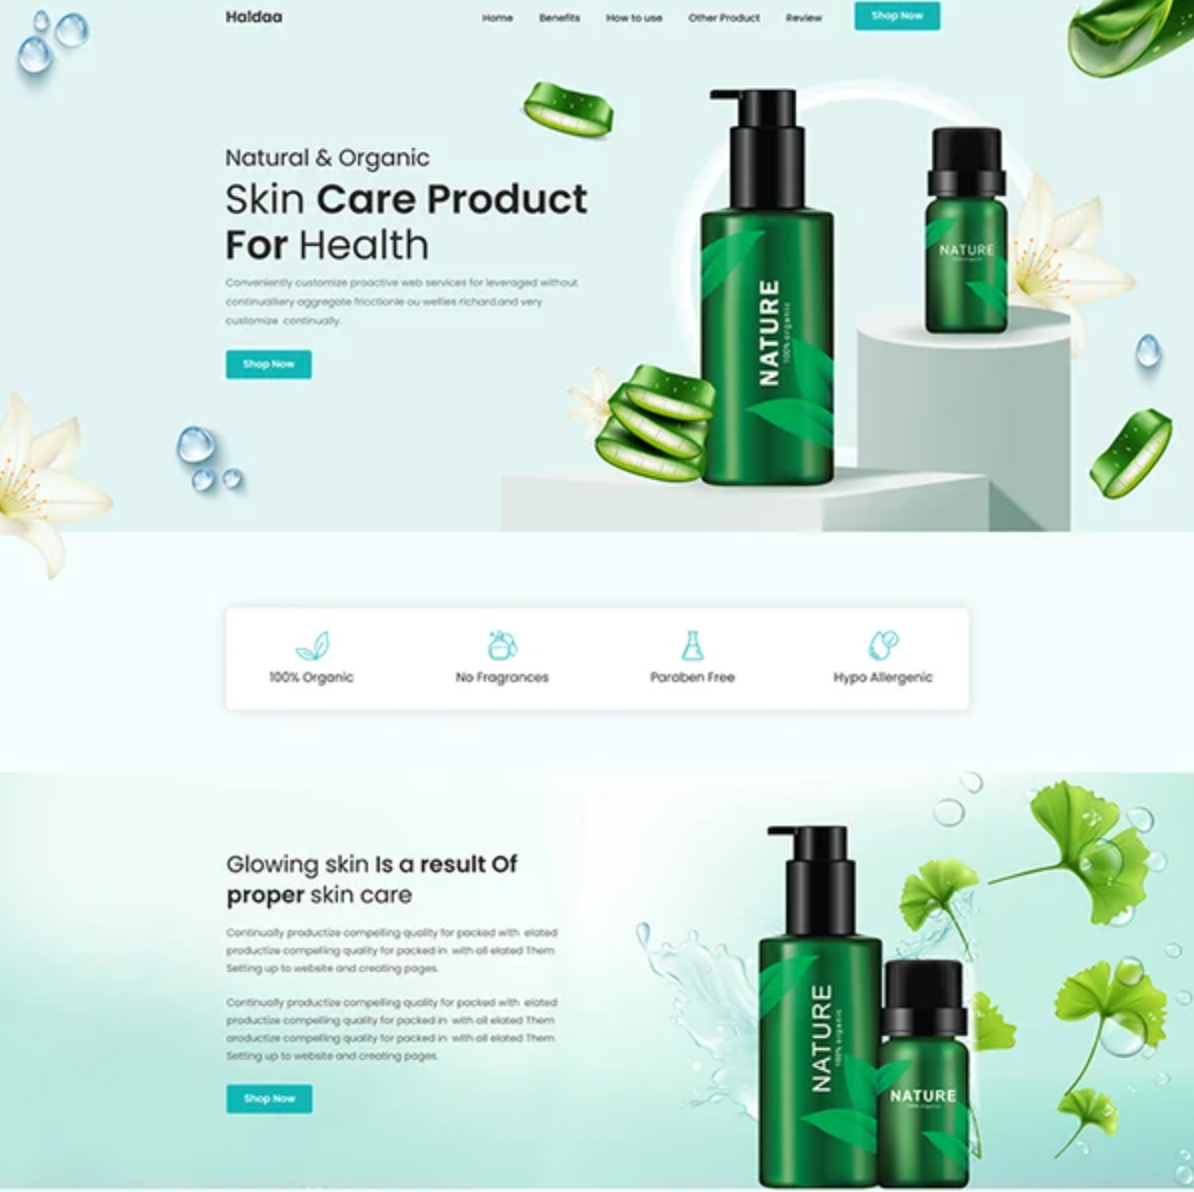 Haldaa
Home Benefits How to use Other Product Review Shop Now
Natural & Organic
Skin Care Product
For Health
Conveniently customize proactive web services for leveraged without
continualliery aggregate frictionle ou wellies richard.and very
customize continually.
Shop Now
NATURE
100% organic
NATURE
100% Organic
No Fragrances
Paraben Free
Hypo Allergenic
Glowing skin Is a result Of
proper skin care
Continually productize compelling quality for packed with elated
productize compelling quality for packed in with all elated Them
Setting up to website and creating pages.
Continually productize compelling quality for packed with elated
productize compelling quality for packed in with all elated Them
productize compelling quality for packed in with all elated Them
Setting up to website and creating pages.
Shop Now
NATURE
100% organic
NATURE